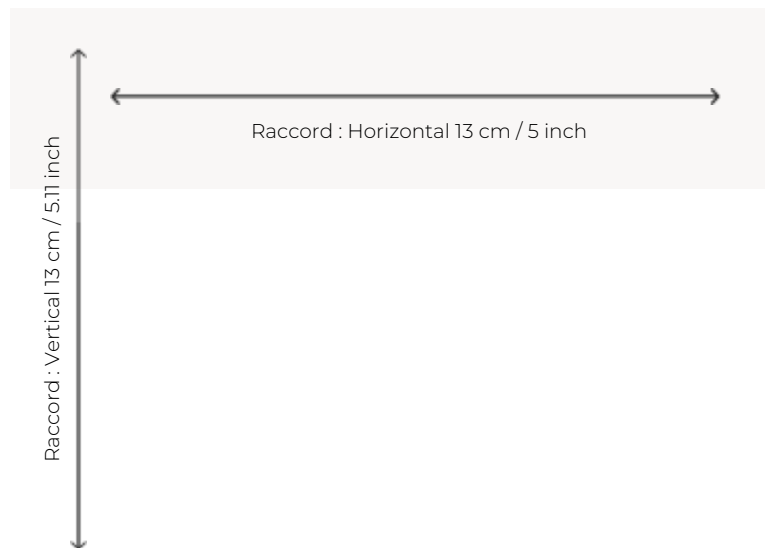 Raccord : Horizontal 13 cm / 5 inch
Raccord : Vertical 13 cm / 5.11 inch